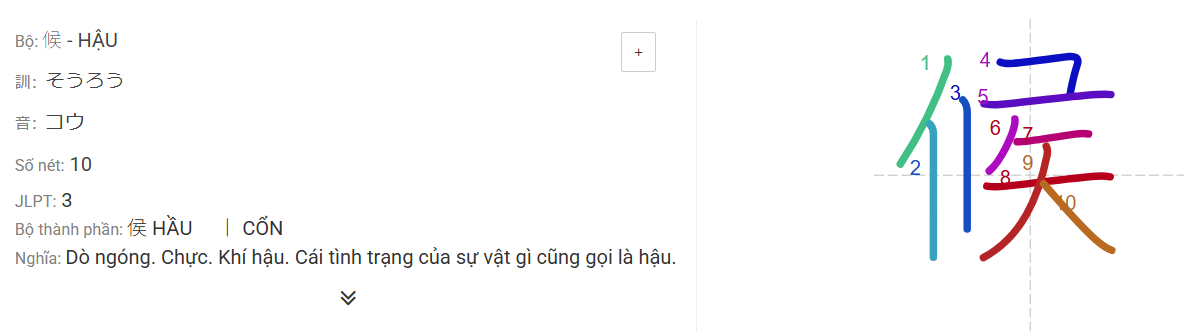 Bộ: 候 - HẬU
+
訓: そうろう
音: コウ
Số nét: 10
JLPT: 3
Bộ thành phần: 侯 HẦU ｜ CỔN
Nghĩa: Dò ngóng. Chực. Khí hậu. Cái tình trạng của sự vật gì cũng gọi là hậu.
候
1
2
3
4
5
6
7
8
9
10